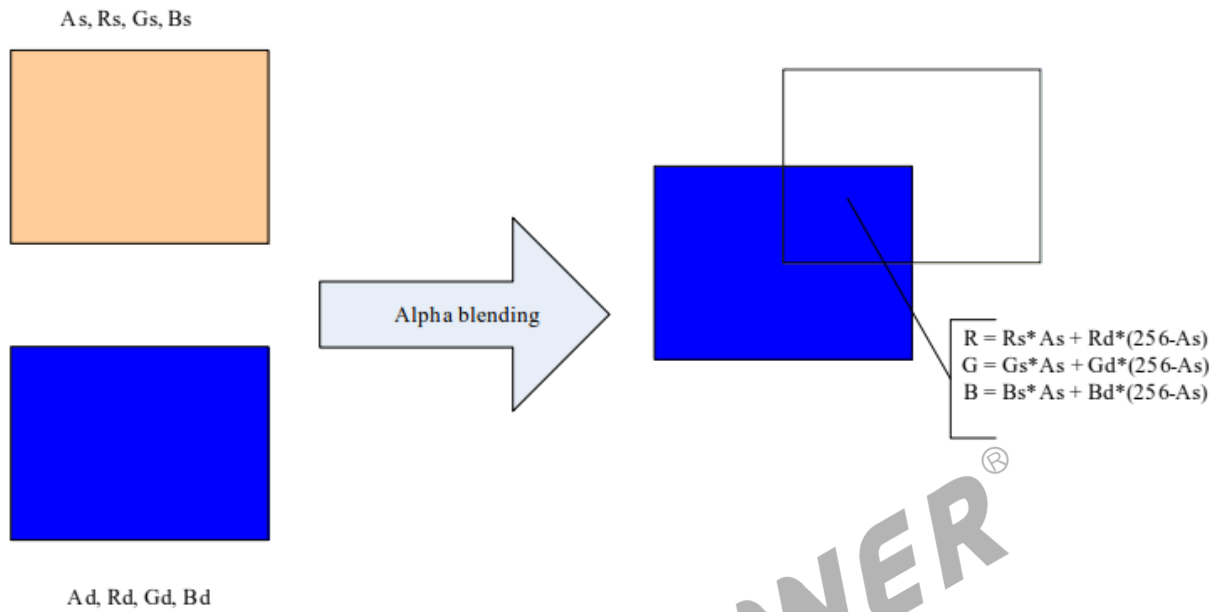 As, Rs, Gs, Bs
Alpha blending
R = Rs*As + Rd*(256-As)
G = Gs*As + Gd*(256-As)
B = Bs*As + Bd*(256-As)
Ad, Rd, Gd, Bd